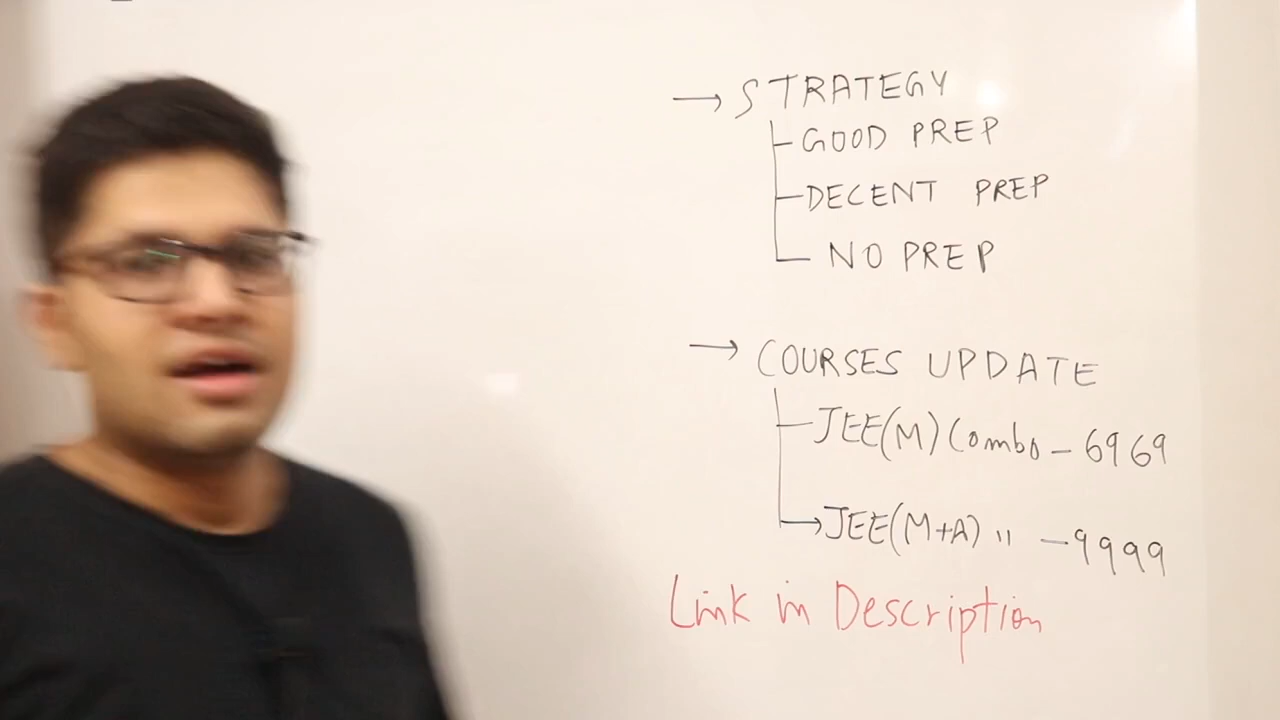 → STRATEGY
GOOD PREP
DECENT PREP
NO PREP
→ COURSES UPDATE
JEE(M) Combo - 6969
→ JEE(M+A) " - 9999
Link in Description